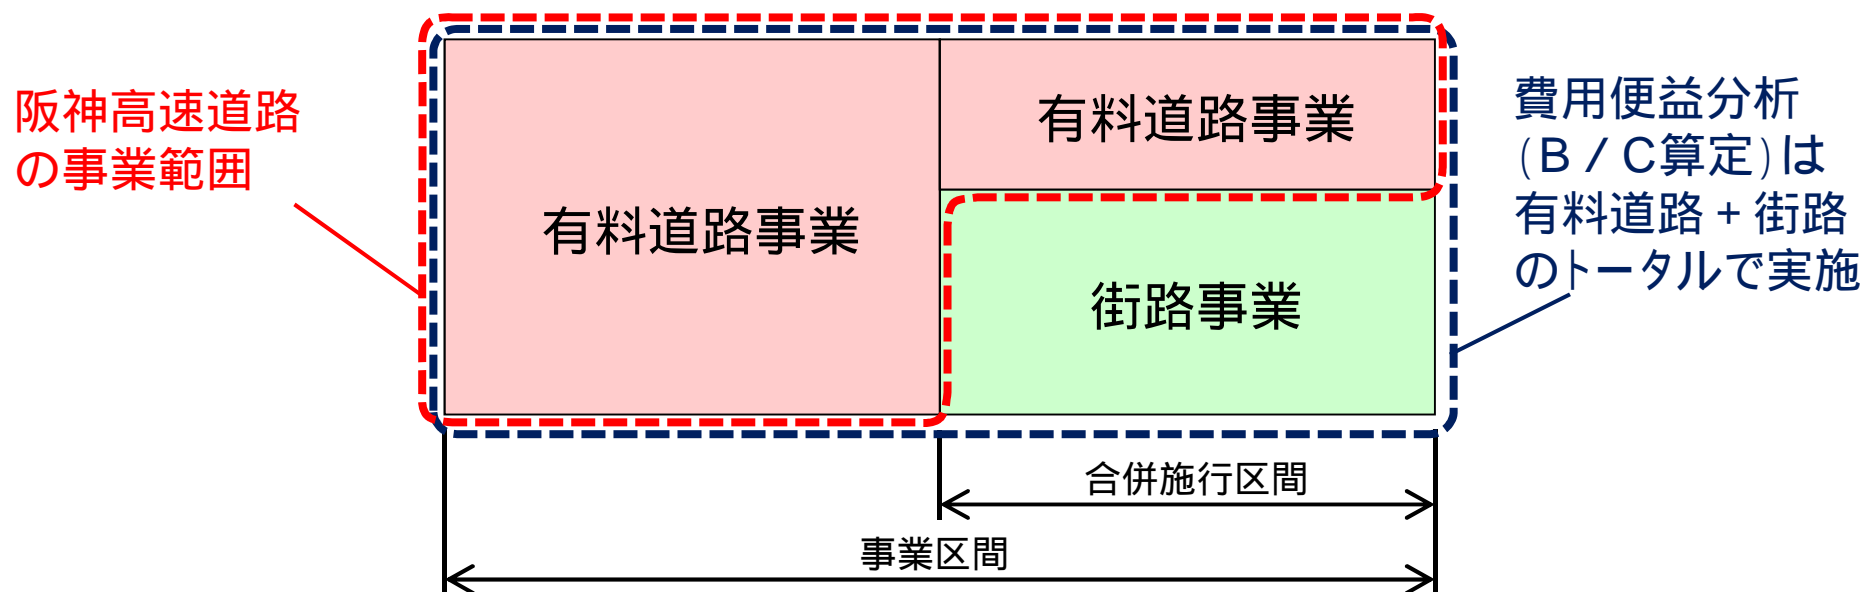 阪神高速道路
の事業範囲
有料道路事業
有料道路事業
街路事業
費用便益分析
(Ｂ／Ｃ算定)は
有料道路＋街路
のﾄｰﾀﾙで実施
合併施行区間
事業区間